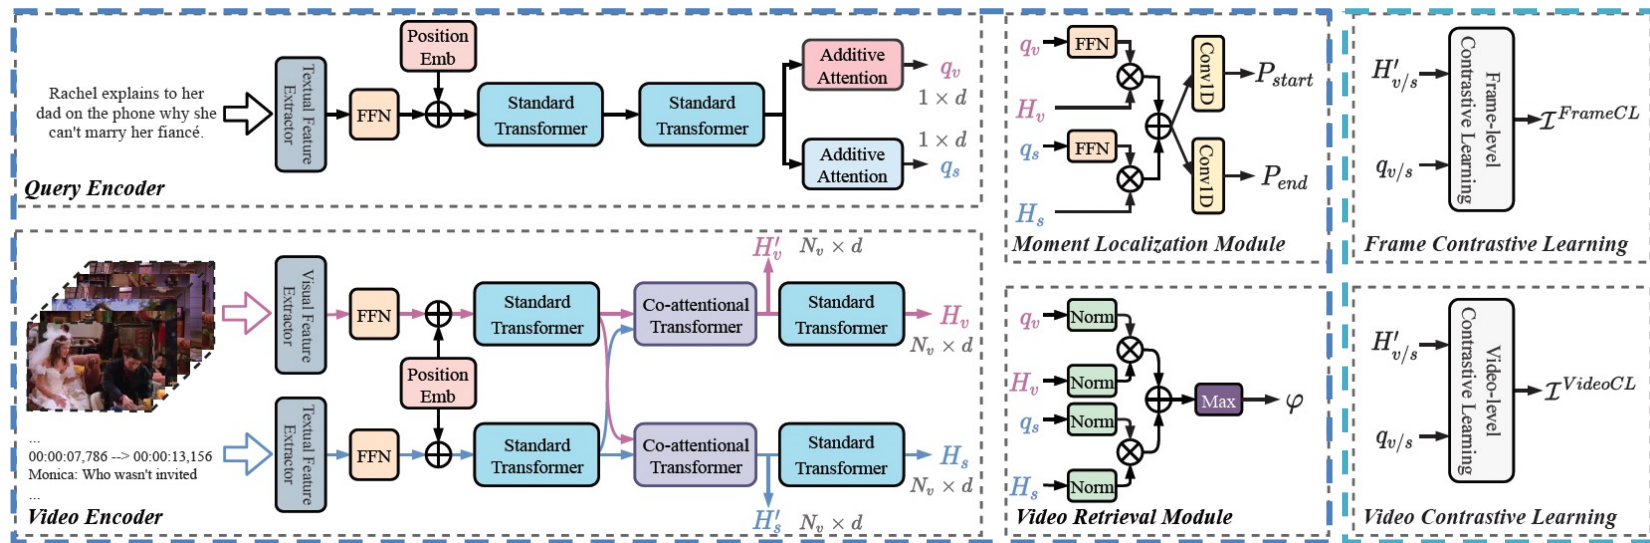 Rachel explains to her
dad on the phone why she
can't marry her fiancé.
Textual Feature
Extractor
FFN
Position
Emb
Standard
Transformer
Standard
Transformer
Additive
Attention
q_v
1 × d
Additive
Attention
1 × d
q_s
Query Encoder
Visual Feature
Extractor
FFN
Standard
Transformer
Co-attentional
Transformer
H'_v
N_v × d
Standard
Transformer
H_v
N_v × d
Position
Emb
...
00:00:07,786 --> 00:00:13,156
Monica: Who wasn't invited
...
Textual Feature
Extractor
FFN
Standard
Transformer
Co-attentional
Transformer
H'_s
N_v × d
Standard
Transformer
H_s
N_v × d
Video Encoder
q_v
FFN
H_v
q_s
FFN
H_s
Conv1D
P_{start}
Conv1D
P_{end}
Moment Localization Module
q_v
Norm
H_v
Norm
q_s
Norm
H_s
Norm
Max
φ
Video Retrieval Module
H'_{v/s}
q_{v/s}
Frame-level
Contrastive Learning
𝓘^{FrameCL}
Frame Contrastive Learning
H'_{v/s}
q_{v/s}
Video-level
Contrastive Learning
𝓘^{VideoCL}
Video Contrastive Learning